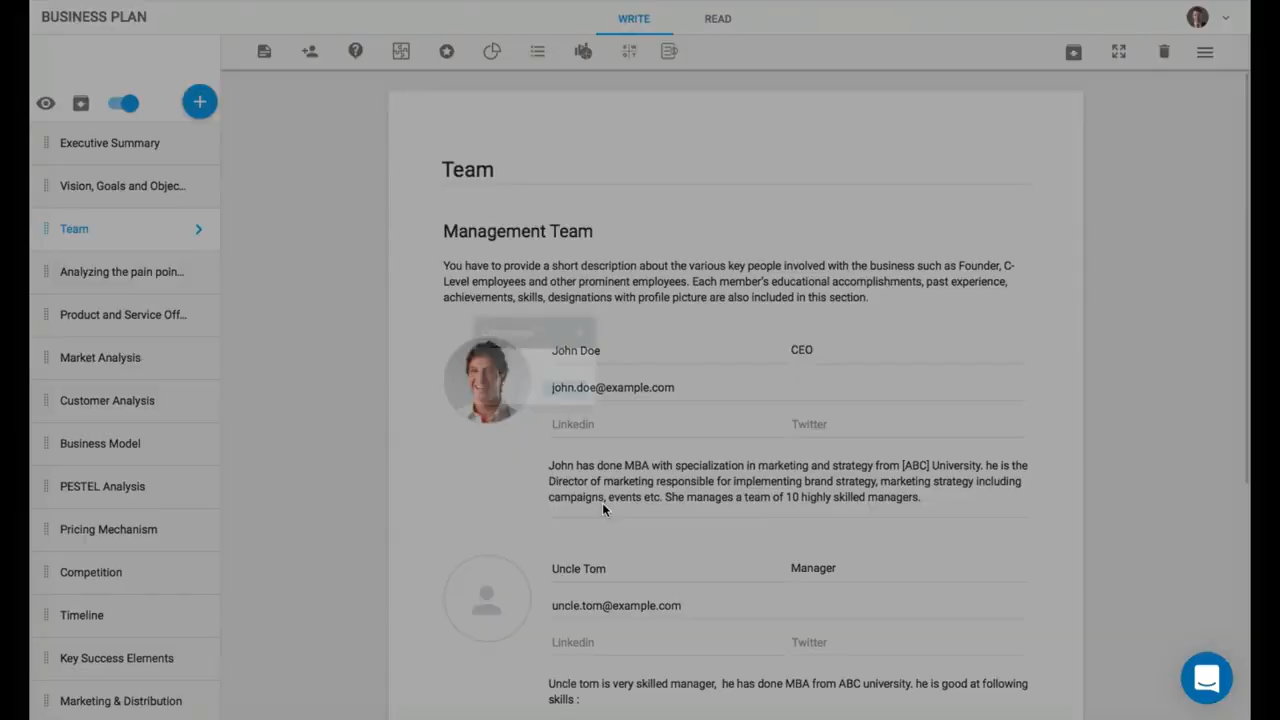 BUSINESS PLAN
WRITE
READ
Executive Summary
Vision, Goals and Objec...
Team
Analyzing the pain poin...
Product and Service Off...
Market Analysis
Customer Analysis
Business Model
PESTEL Analysis
Pricing Mechanism
Competition
Timeline
Key Success Elements
Marketing & Distribution
Team
Management Team
You have to provide a short description about the various key people involved with the business such as Founder, C-
Level employees and other prominent employees. Each member's educational accomplishments, past experience,
achievements, skills, designations with profile picture are also included in this section.
John Doe
CEO
john.doe@example.com
Linkedin
Twitter
John has done MBA with specialization in marketing and strategy from [ABC] University. he is the
Director of marketing responsible for implementing brand strategy, marketing strategy including
campaigns, events etc. She manages a team of 10 highly skilled managers.
Uncle Tom
Manager
uncle.tom@example.com
Linkedin
Twitter
Uncle tom is very skilled manager, he has done MBA from ABC university. he is good at following
skills :